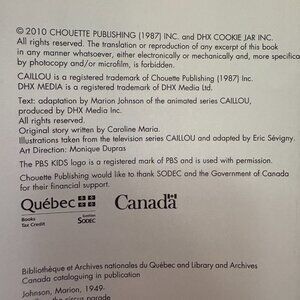 © 2010 CHOUETTE PUBLISHING (1987) INC. and DHX COOKIE JAR INC.
All rights reserved. The translation or reproduction of any excerpt of this book
in any manner whatsoever, either electronically or mechanically and, more specifica
by photocopy and/or microfilm, is forbidden.
CAILLOU is a registered trademark of Chouette Publishing (1987) Inc.
DHX MEDIA is a registered trademark of DHX Media Ltd.
Text: adaptation by Marion Johnson of the animated series CAILLOU,
produced by DHX Media Inc.
All rights reserved.
Original story written by Caroline Maria.
Illustrations taken from the television series CAILLOU and adapted by Eric Sévigny.
Art Direction: Monique Dupras
The PBS KIDS logo is a registered mark of PBS and is used with permission.
Chouette Publishing would like to thank SODEC and the Government of Canada
for their financial support.
Québec
Canada
Books
Tax Credit
SODEC
Bibliothèque et Archives nationales du Québec and Library and Archives
Canada cataloguing in publication
Johnson, Marion, 1949-
the circus parade